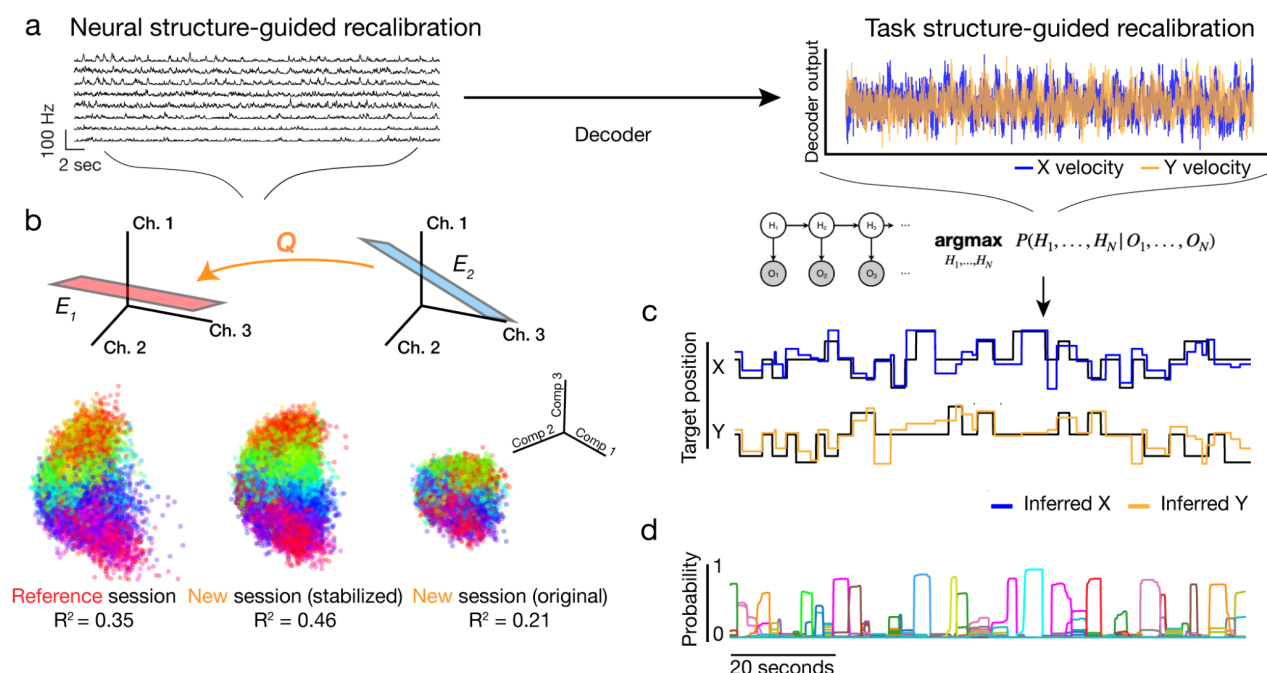 a
Neural structure-guided recalibration
Task structure-guided recalibration
100 Hz
2 sec
Decoder
Decoder output
X velocity
Y velocity
b
Ch. 1
Ch. 1
Q
E2
E1
Ch. 3
Ch. 3
Ch. 2
Ch. 2
H1
H2
H3
...
O1
O2
O3
...
argmax
H1,...,HN
P(H1, . . . , HN | O1, . . . , ON)
c
Target position
X
Y
Inferred X
Inferred Y
Comp 3
Comp 2
Comp 1
Reference session
R² = 0.35
New session (stabilized)
R² = 0.46
New session (original)
R² = 0.21
d
Probability
1
0
20 seconds